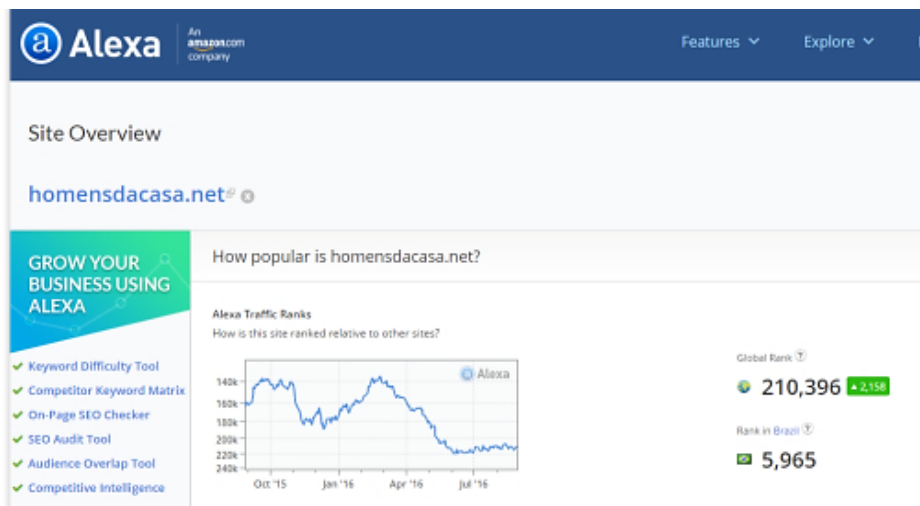 a Alexa
An
amazon.com
company
Features
Explore
Site Overview
homensdacasa.net
GROW YOUR
BUSINESS USING
ALEXA
Keyword Difficulty Tool
Competitor Keyword Matrix
On-Page SEO Checker
SEO Audit Tool
Audience Overlap Tool
Competitive Intelligence
How popular is homensdacasa.net?
Alexa Traffic Ranks
How is this site ranked relative to other sites?
a Alexa
140k
160k
180k
200k
220k
240k
Oct '15 Jan '16 Apr '16 Jul '16
Global Rank ?
210,396 2,158
Rank in Brazil ?
5,965